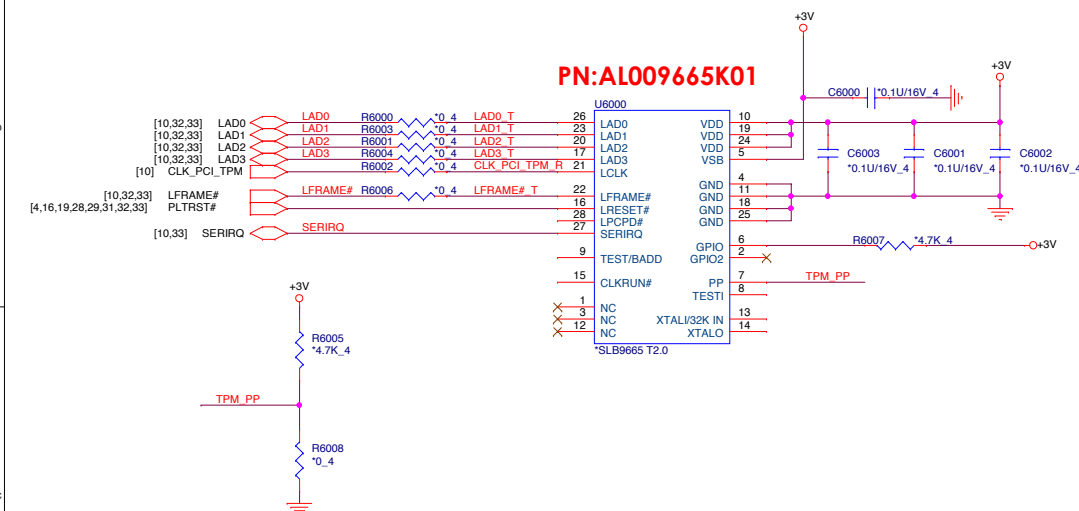 +3V
PN:AL009665K01
+3V
C6000 *0.1U/16V_4
U6000
[10,32,33] LAD0 LAD0 R6000 *0_4 LAD0_T 26 LAD0 VDD 10
[10,32,33] LAD1 LAD1 R6003 *0_4 LAD1_T 23 LAD1 VDD 19
[10,32,33] LAD2 LAD2 R6001 *0_4 LAD2_T 20 LAD2 VDD 24
[10,32,33] LAD3 LAD3 R6004 *0_4 LAD3_T 17 LAD3 VSB 5
[10] CLK_PCI_TPM R6002 *0_4 CLK_PCI_TPM_R 21 LCLK
C6003 C6001 C6002
*0.1U/16V_4 *0.1U/16V_4 *0.1U/16V_4
GND 4
[10,32,33] LFRAME# LFRAME# R6006 *0_4 LFRAME#_T 22 LFRAME# GND 11
[4,16,19,28,29,31,32,33] PLTRST# 16 LRESET# GND 18
28 LPCPD# GND 25
[10,33] SERIRQ SERIRQ 27 SERIRQ
GPIO 6 R6007 *4.7K_4 +3V
9 TEST/BADD GPIO2 2
15 CLKRUN# PP 7 TPM_PP
TESTI 8
1 NC
3 NC XTALI/32K IN 13
12 NC XTALO 14
*SLB9665 T2.0
+3V
R6005
*4.7K_4
TPM_PP
R6008
*0_4